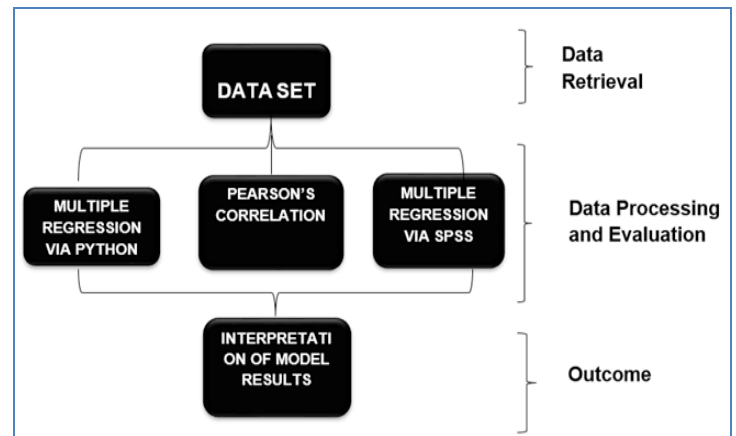 DATA SET
Data
Retrieval
MULTIPLE
REGRESSION
VIA PYTHON
PEARSON'S
CORRELATION
MULTIPLE
REGRESSION
VIA SPSS
Data Processing
and Evaluation
INTERPRETATI
ON OF MODEL
RESULTS
Outcome